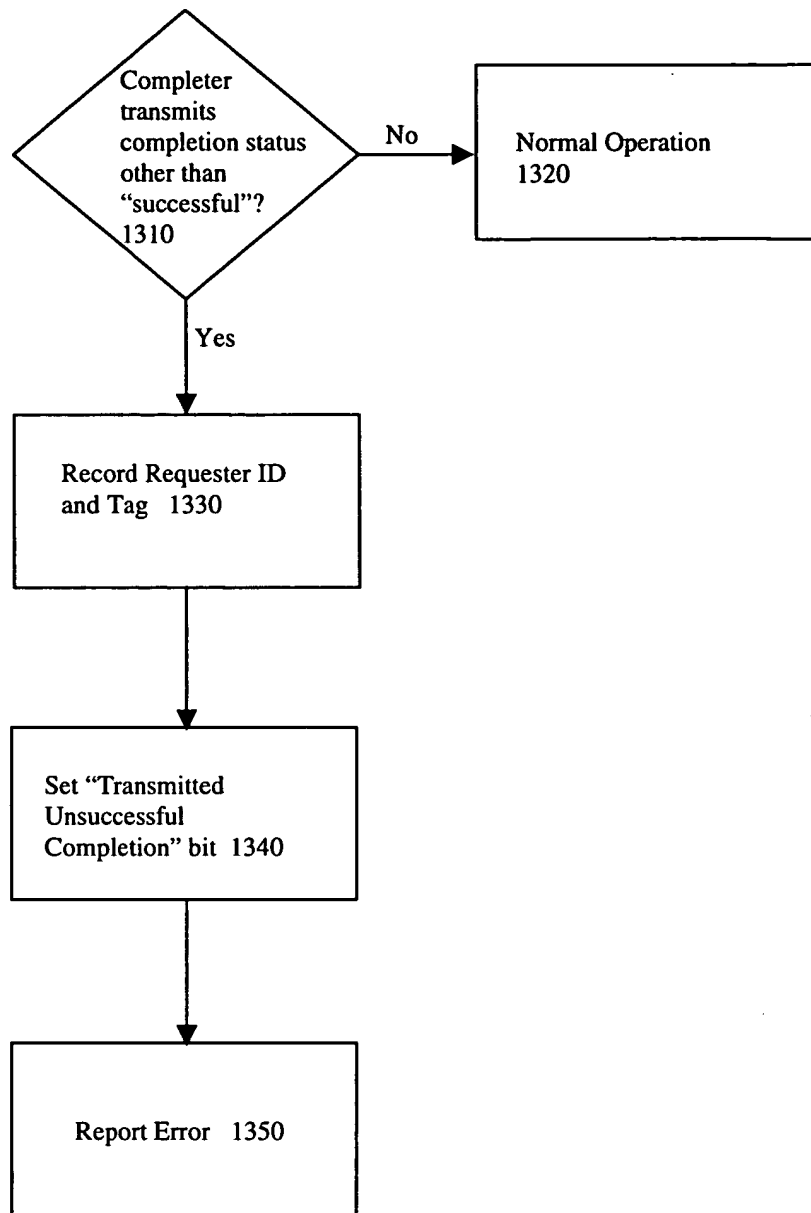 Completer
transmits
completion status
other than
“successful”?
1310
No
Normal Operation
1320
Yes
Record Requester ID
and Tag 1330
Set “Transmitted
Unsuccessful
Completion” bit 1340
Report Error 1350